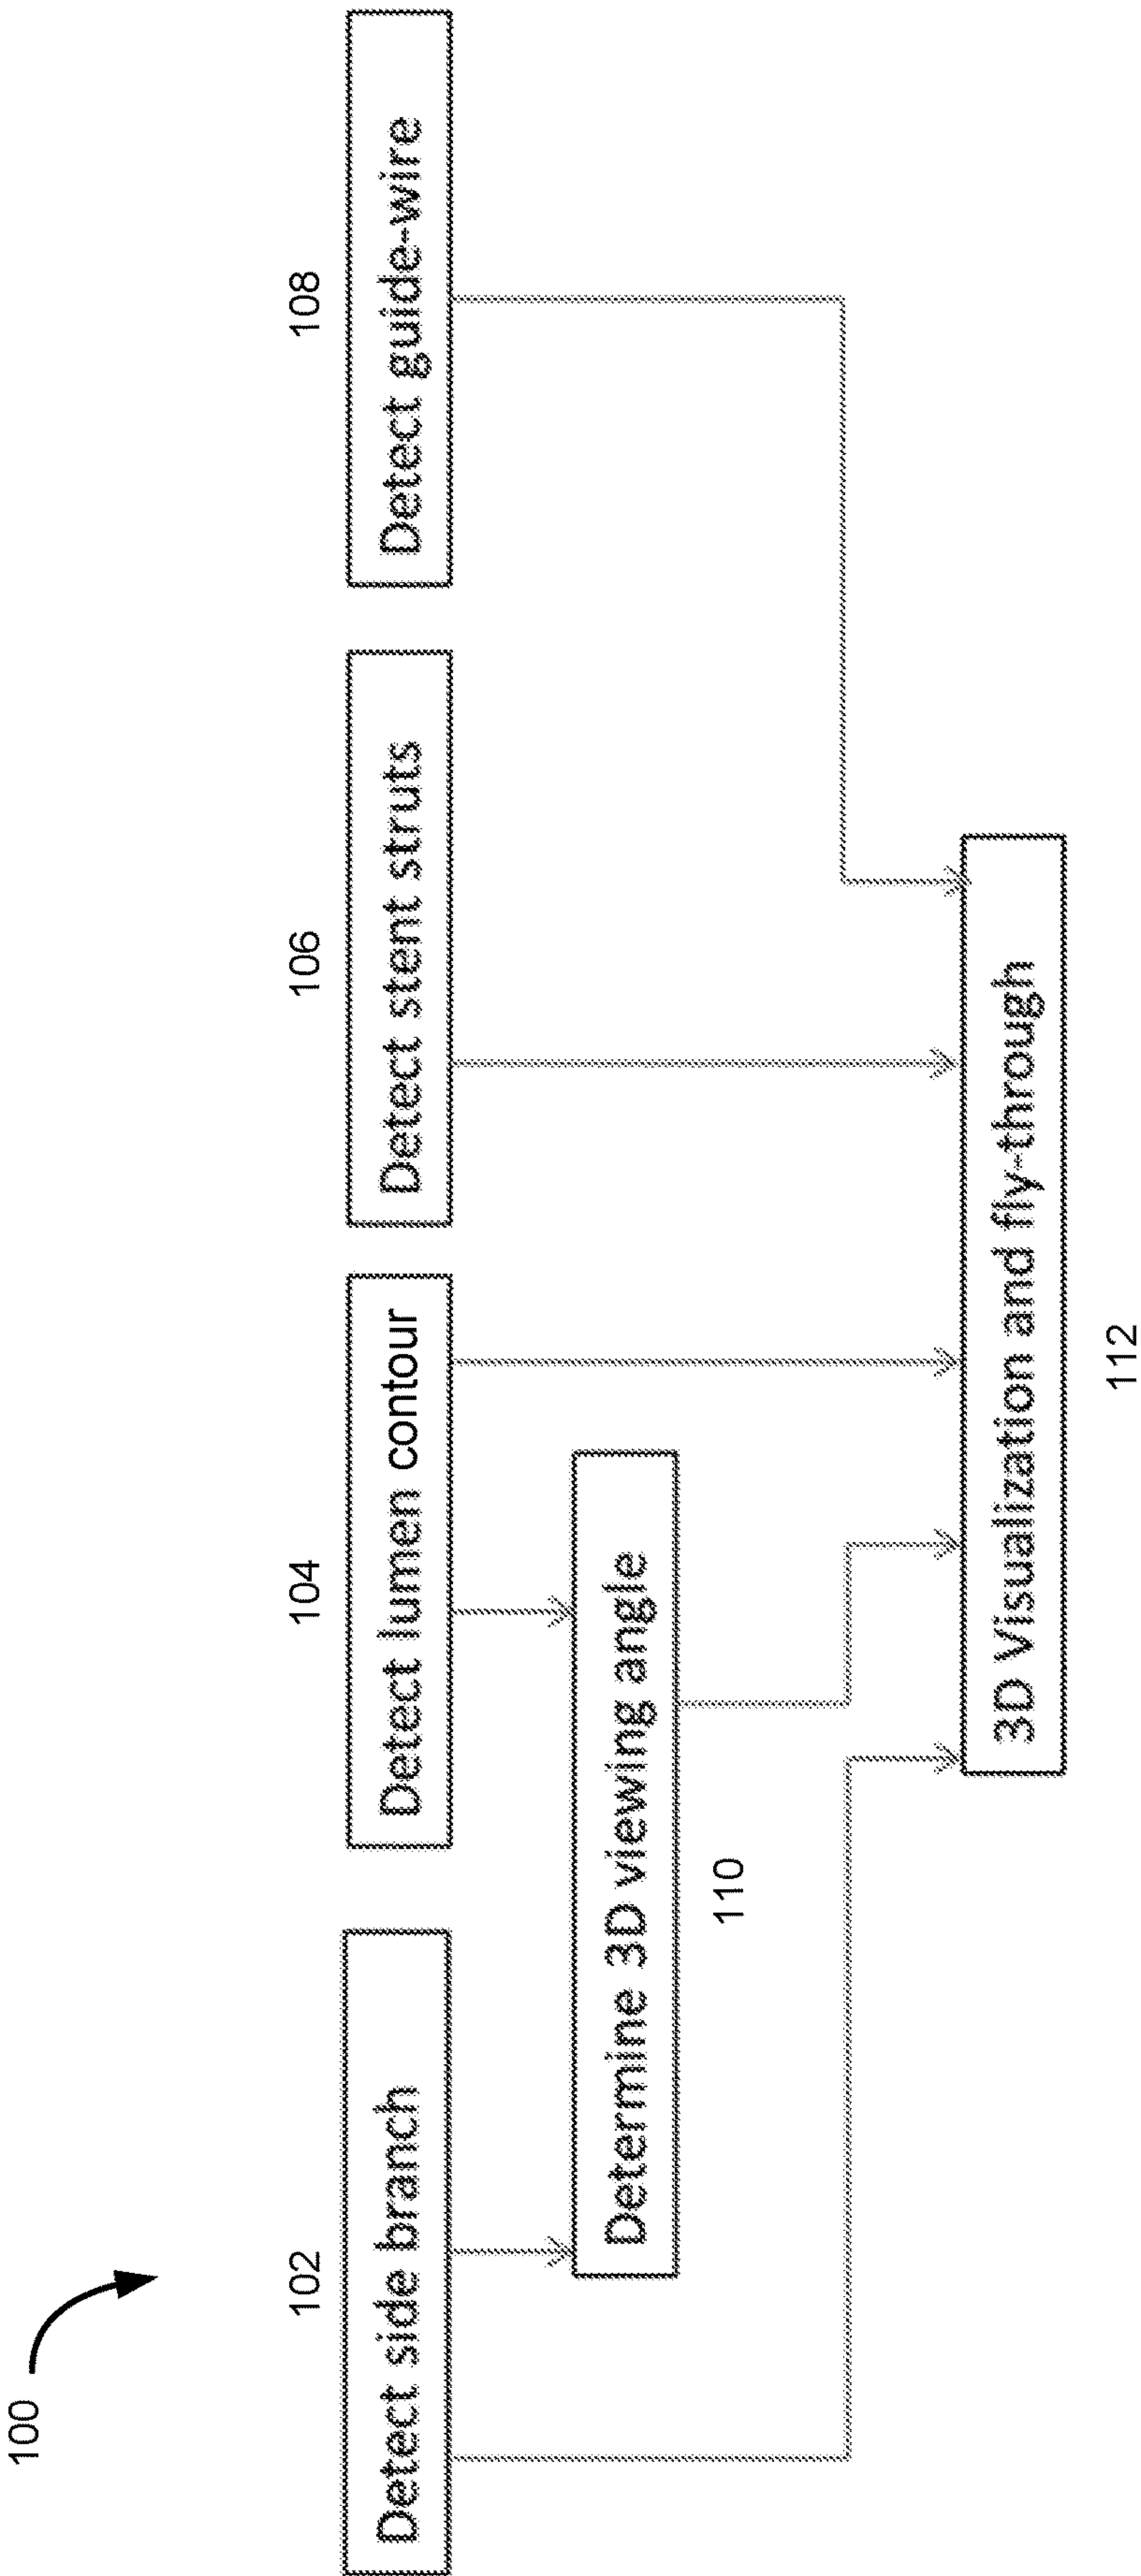 100
102
104
106
108
Detect side branch
Detect lumen contour
Detect stent struts
Detect guide-wire
Determine 3D viewing angle
110
3D Visualization and fly-through
112